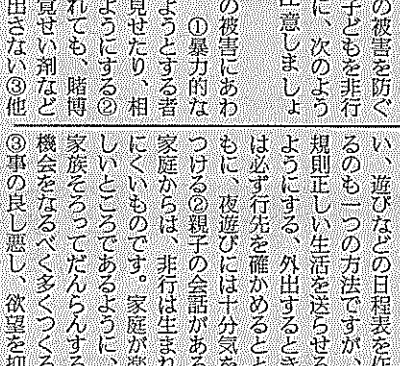 の被害を防ぐ
子どもを非行
に、次のよう
注意しましょ
の被害にあわ
①暴力的な
ようとする者
見せたり、相
ようにする②
れても、賭博
覚せい剤など
出さない③他
い、遊びなどの日程表を作
るのも一つの方法ですが、
規則正しい生活を送らせる
ようにする、外出するとき
は必ず行先を確かめるとと
もに、夜遊びには十分気を
つける②親子の会話がある
家庭からは、非行は生まれ
にくいものです。家庭が楽
しいところであるように、
家族そろってだんらんする
機会をなるべく多くつくる
③事の良し悪し、欲望を抑